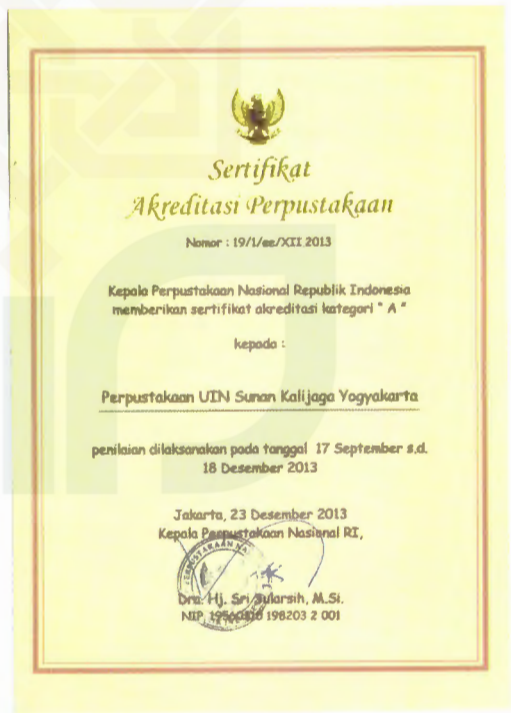 Sertifikat
Akreditasi Perpustakaan
Nomor : 19/1/ee/XII.2013
Kepala Perpustakaan Nasional Republik Indonesia
memberikan sertifikat akreditasi kategori " A "
kepada :
Perpustakaan UIN Sunan Kalijaga Yogyakarta
penilaian dilaksanakan pada tanggal 17 September s.d.
18 Desember 2013
Jakarta, 23 Desember 2013
Kepala Perpustakaan Nasional RI,
Dra. Hj. Sri Sularsih, M.Si.
NIP. 198203 2 001